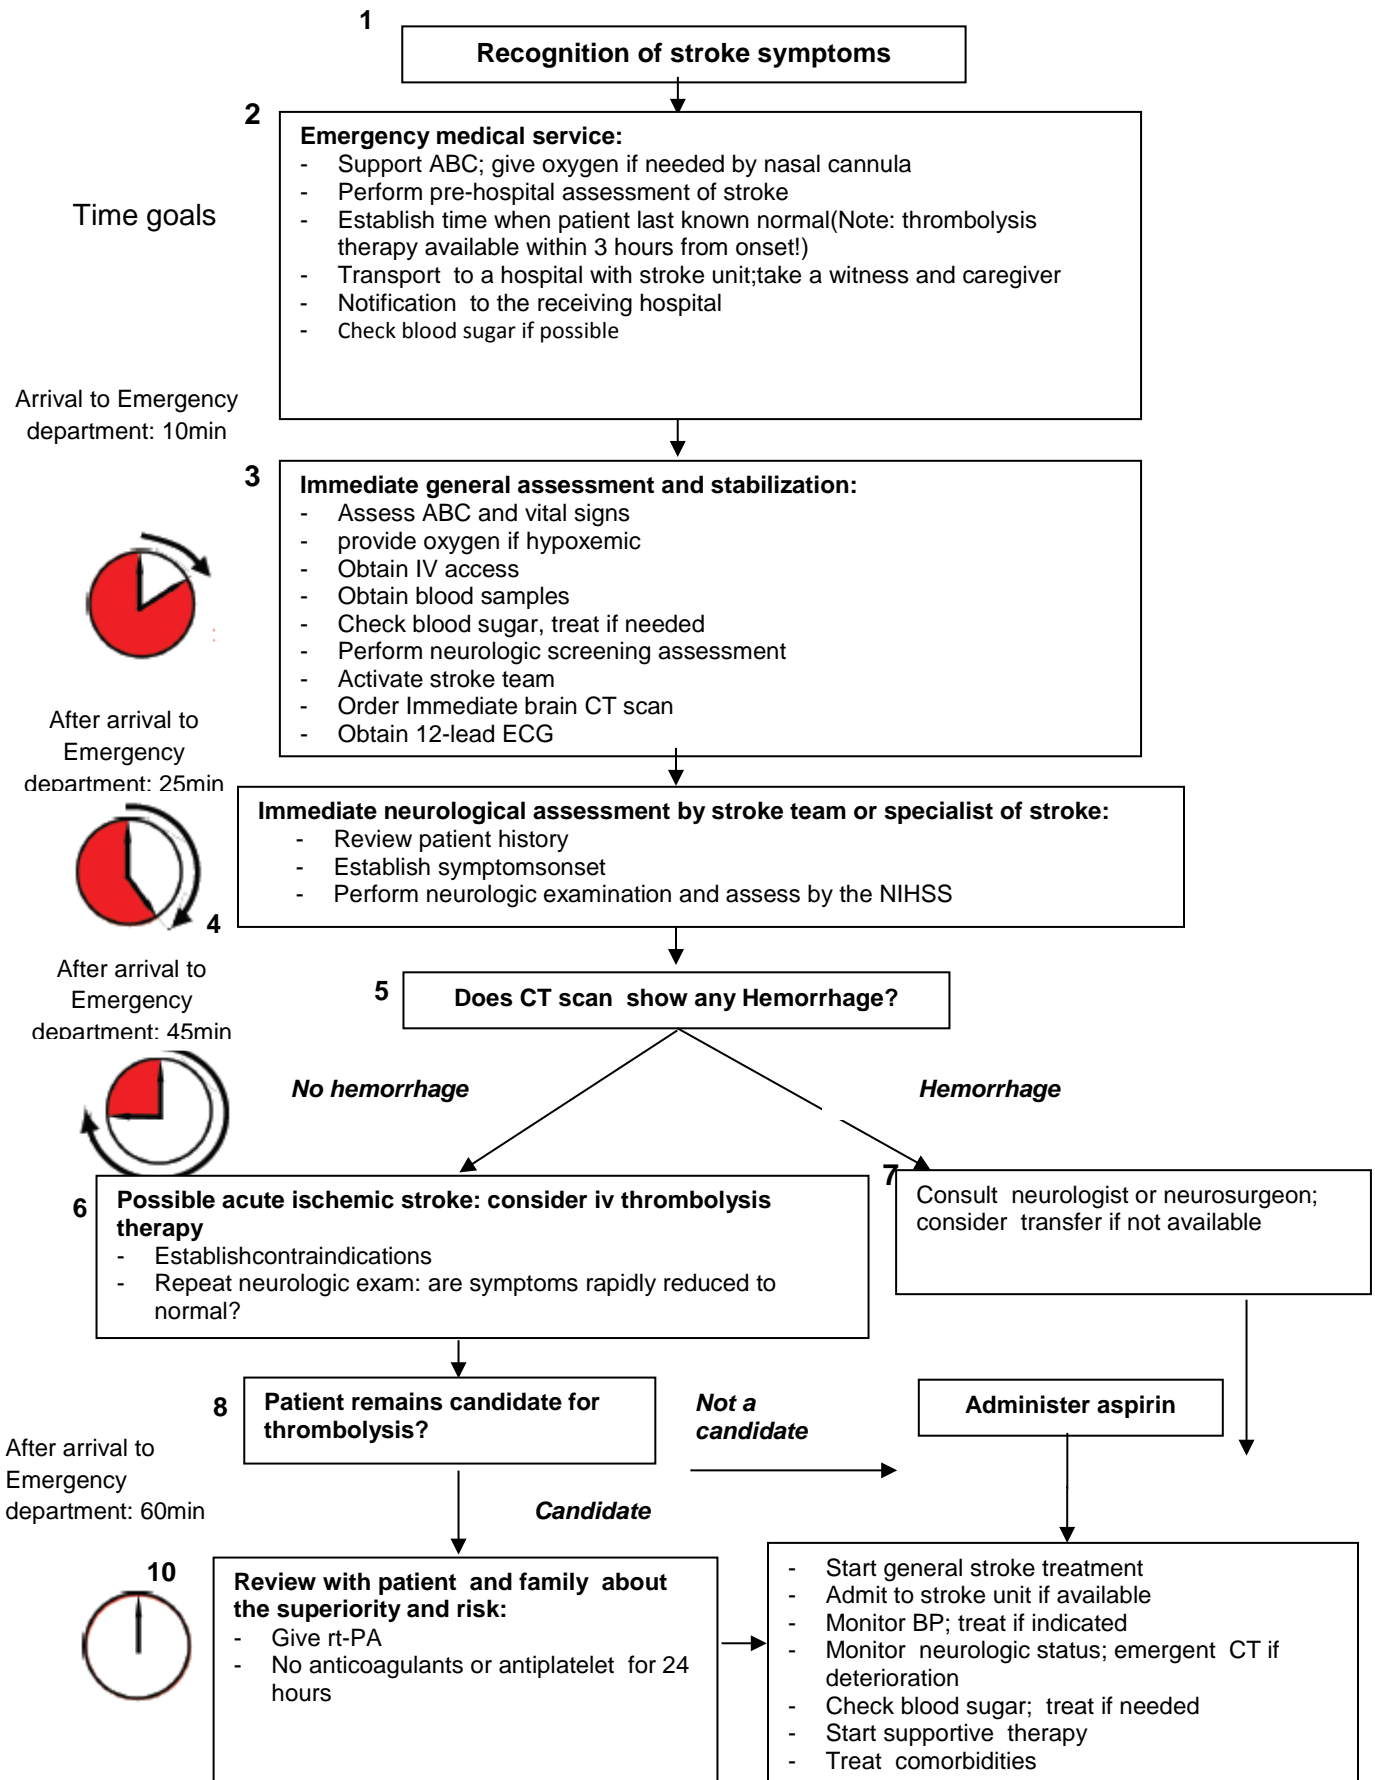 1
Recognition of stroke symptoms
2
Emergency medical service:
- Support ABC; give oxygen if needed by nasal cannula
- Perform pre-hospital assessment of stroke
- Establish time when patient last known normal(Note: thrombolysis
therapy available within 3 hours from onset!)
- Transport to a hospital with stroke unit;take a witness and caregiver
- Notification to the receiving hospital
- Check blood sugar if possible
Time goals
Arrival to Emergency
department: 10min
3
Immediate general assessment and stabilization:
- Assess ABC and vital signs
- provide oxygen if hypoxemic
- Obtain IV access
- Obtain blood samples
- Check blood sugar, treat if needed
- Perform neurologic screening assessment
- Activate stroke team
- Order Immediate brain CT scan
- Obtain 12-lead ECG
After arrival to
Emergency
department: 25min
Immediate neurological assessment by stroke team or specialist of stroke:
- Review patient history
- Establish symptomsonset
- Perform neurologic examination and assess by the NIHSS
4
After arrival to
Emergency
department: 45min
5
Does CT scan show any Hemorrhage?
No hemorrhage
Hemorrhage
6
Possible acute ischemic stroke: consider iv thrombolysis
therapy
- Establishcontraindications
- Repeat neurologic exam: are symptoms rapidly reduced to
normal?
7
Consult neurologist or neurosurgeon;
consider transfer if not available
8
Patient remains candidate for
thrombolysis?
Not a
candidate
Administer aspirin
After arrival to
Emergency
department: 60min
Candidate
10
Review with patient and family about
the superiority and risk:
- Give rt-PA
- No anticoagulants or antiplatelet for 24
hours
- Start general stroke treatment
- Admit to stroke unit if available
- Monitor BP; treat if indicated
- Monitor neurologic status; emergent CT if
deterioration
- Check blood sugar; treat if needed
- Start supportive therapy
- Treat comorbidities